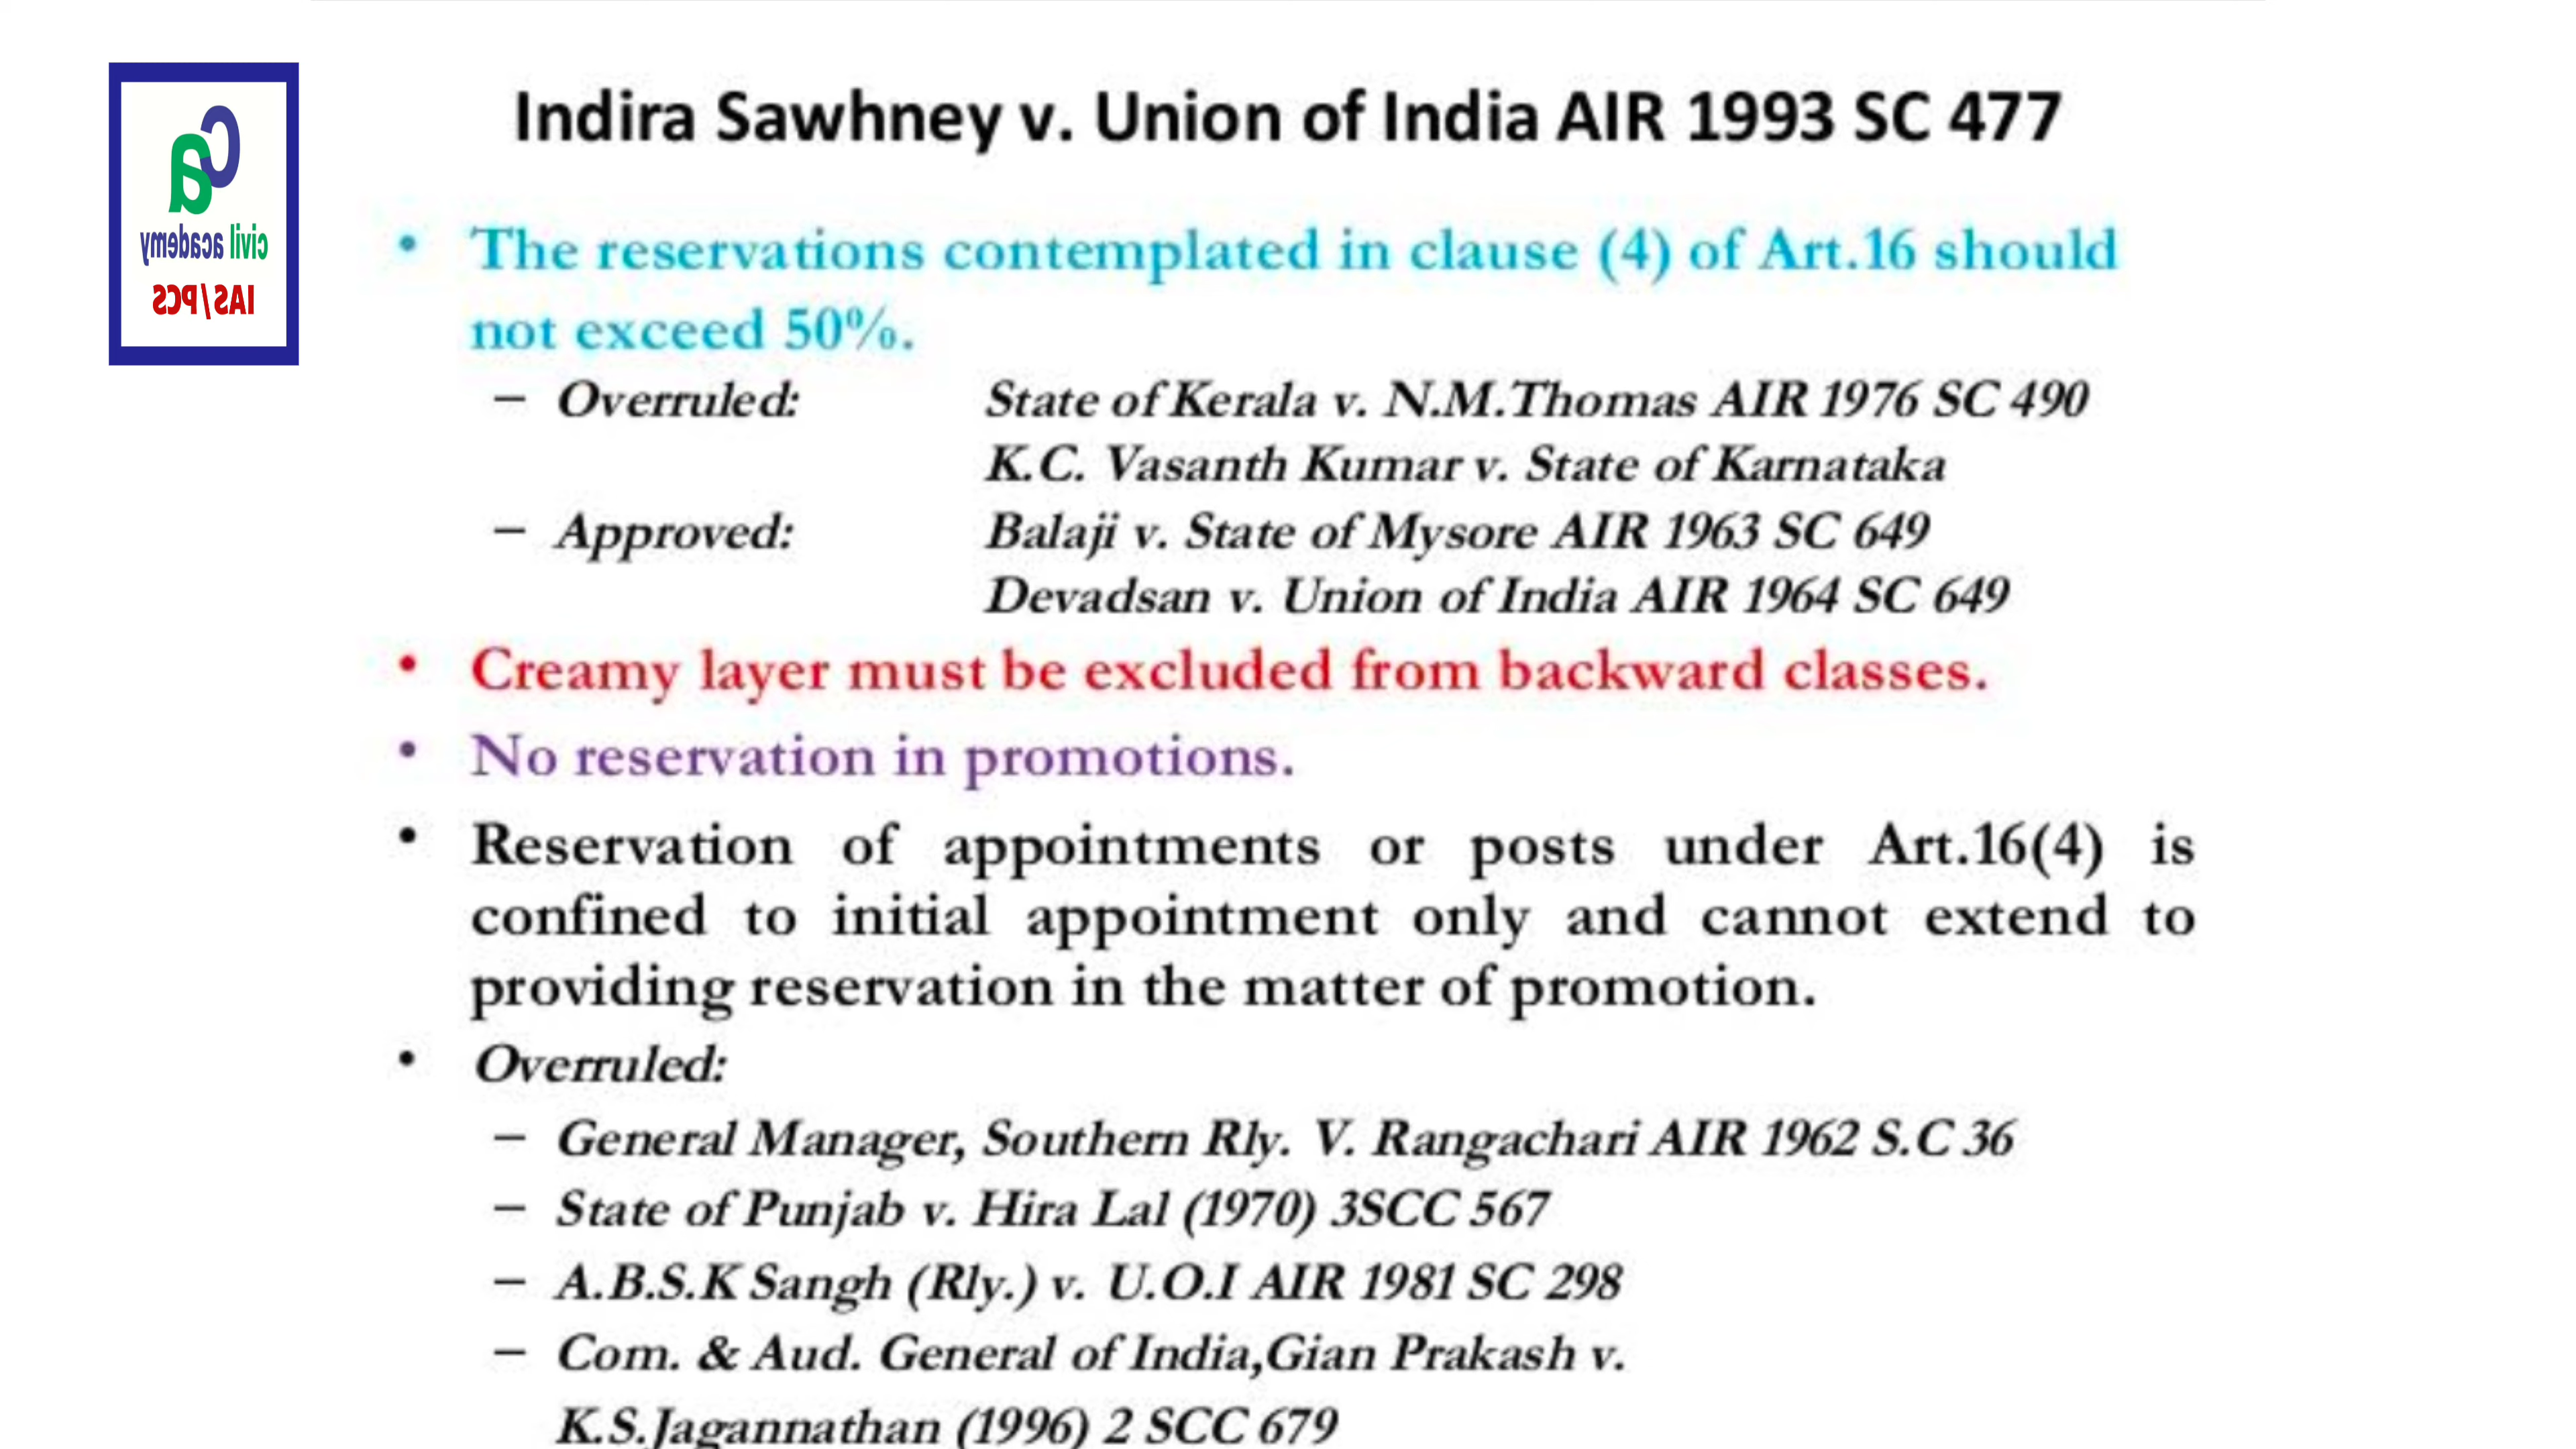 Ca
civil academy
IAS/PCS
Indira Sawhney v. Union of India AIR 1993 SC 477
• The reservations contemplated in clause (4) of Art.16 should
not exceed 50%.
– Overruled: State of Kerala v. N.M.Thomas AIR 1976 SC 490
K.C. Vasanth Kumar v. State of Karnataka
– Approved: Balaji v. State of Mysore AIR 1963 SC 649
Devadsan v. Union of India AIR 1964 SC 649
• Creamy layer must be excluded from backward classes.
• No reservation in promotions.
• Reservation of appointments or posts under Art.16(4) is
confined to initial appointment only and cannot extend to
providing reservation in the matter of promotion.
• Overruled:
– General Manager, Southern Rly. V. Rangachari AIR 1962 S.C 36
– State of Punjab v. Hira Lal (1970) 3SCC 567
– A.B.S.K Sangh (Rly.) v. U.O.I AIR 1981 SC 298
– Com. & Aud. General of India,Gian Prakash v.
K.S.Jagannathan (1996) 2 SCC 679